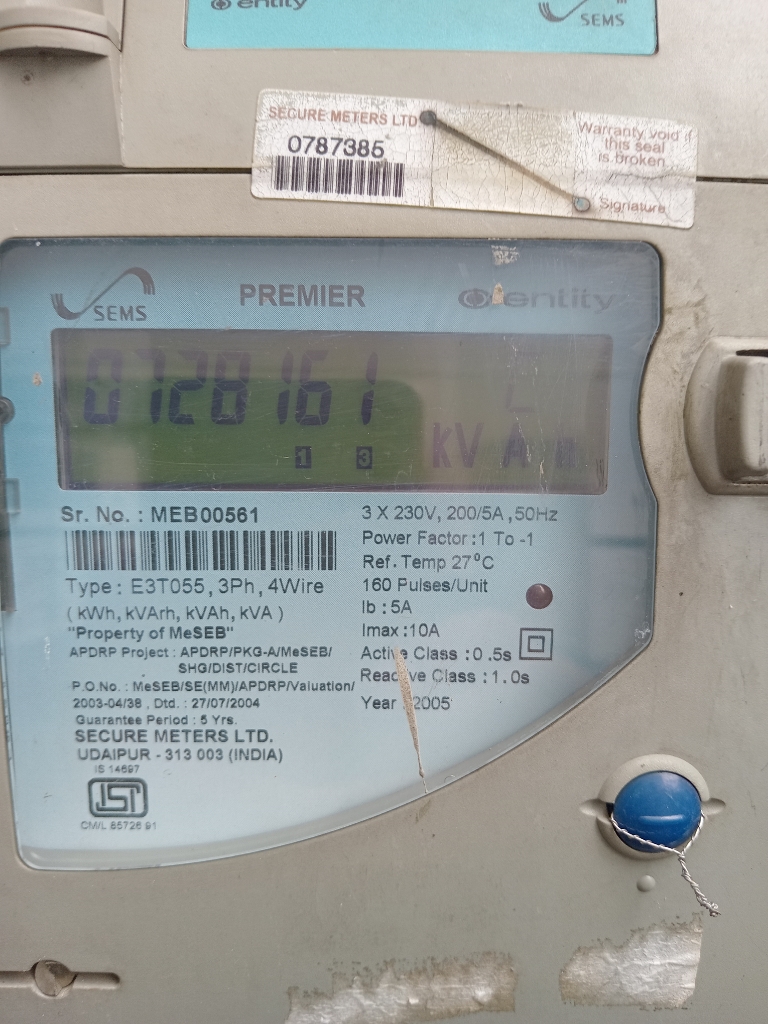 entity
SEMS
SECURE METERS LTD
0787385
Warranty void if
this seal
is broken
Signature
SEMS
PREMIER
entity
0728161
1 3
kVAh
Sr. No. : MEB00561
Type : E3T055, 3Ph, 4Wire
( kWh, kVArh, kVAh, kVA )
"Property of MeSEB"
APDRP Project : APDRP/PKG-A/MeSEB/
SHG/DIST/CIRCLE
P.O.No. : MeSEB/SE(MM)/APDRP/Valuation/
2003-04/38 , Dtd. : 27/07/2004
Guarantee Period : 5 Yrs.
SECURE METERS LTD.
UDAIPUR - 313 003 (INDIA)
IS 14697
ISI
CM/L 8572691
3 X 230V, 200/5A ,50Hz
Power Factor :1 To -1
Ref. Temp 27°C
160 Pulses/Unit
Ib : 5A
Imax :10A
Active Class : 0.5s
Reactive Class : 1.0s
Year : 2005